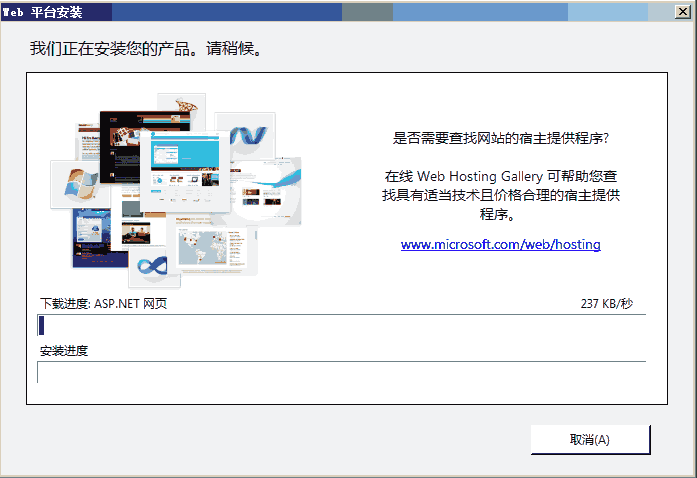 Web 平台安装
我们正在安装您的产品。请稍候。
是否需要查找网站的宿主提供程序?
在线 Web Hosting Gallery 可帮助您查
找具有适当技术且价格合理的宿主提供
程序。
www.microsoft.com/web/hosting
下载进度: ASP.NET 网页
237 KB/秒
安装进度
取消(A)